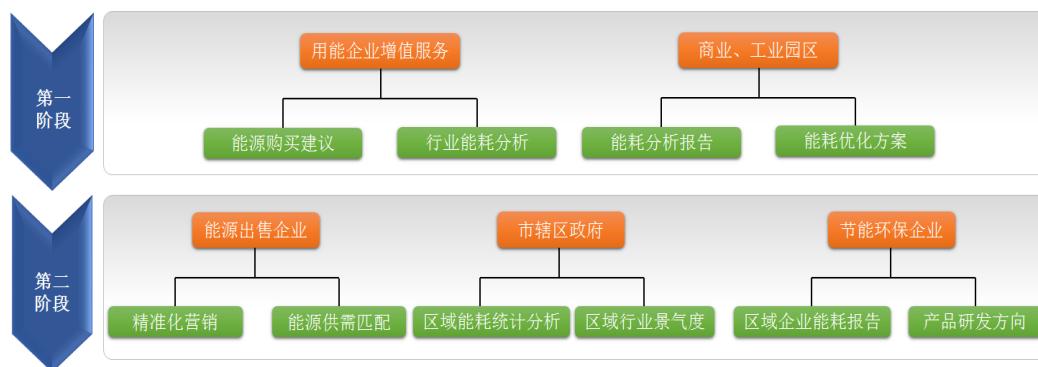 第一
阶段
用能企业增值服务
商业、工业园区
能源购买建议
行业能耗分析
能耗分析报告
能耗优化方案
第二
阶段
能源出售企业
市辖区政府
节能环保企业
精准化营销
能源供需匹配
区域能耗统计分析
区域行业景气度
区域企业能耗报告
产品研发方向